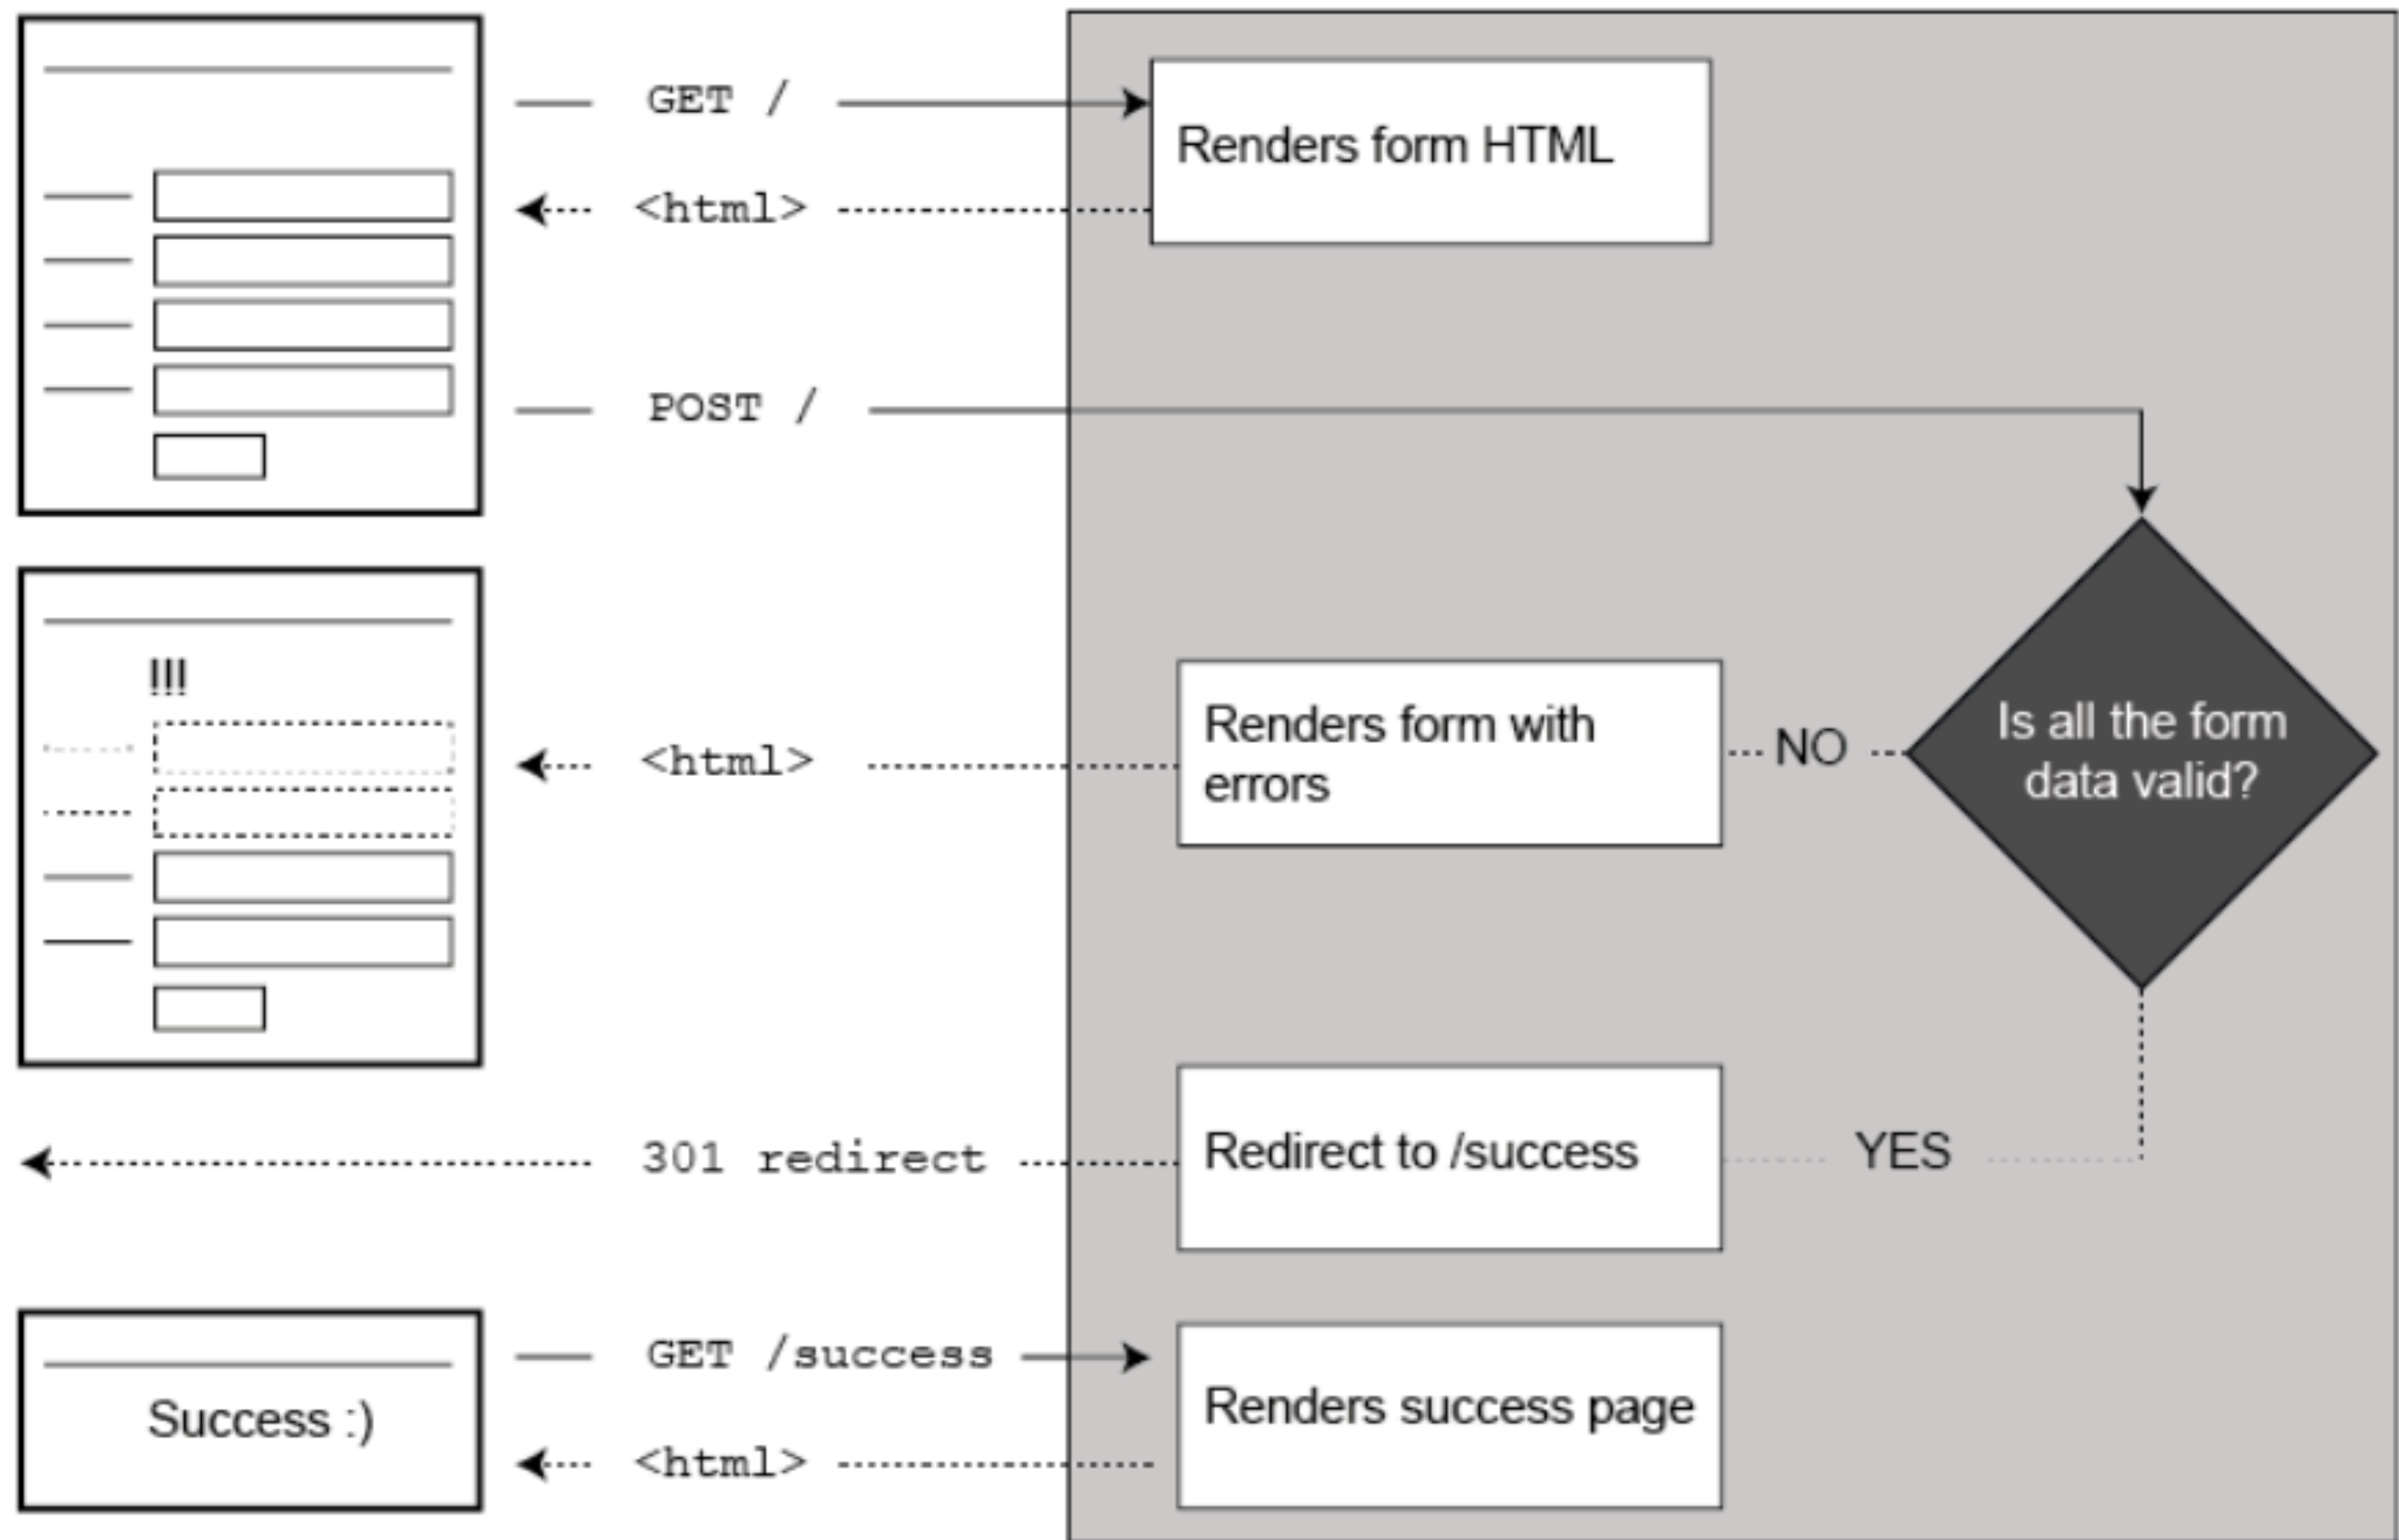 GET /
Renders form HTML
<html>
POST /
!!!
<html>
Renders form with
errors
NO
Is all the form
data valid?
301 redirect
Redirect to /success
YES
GET /success
Renders success page
Success :)
<html>